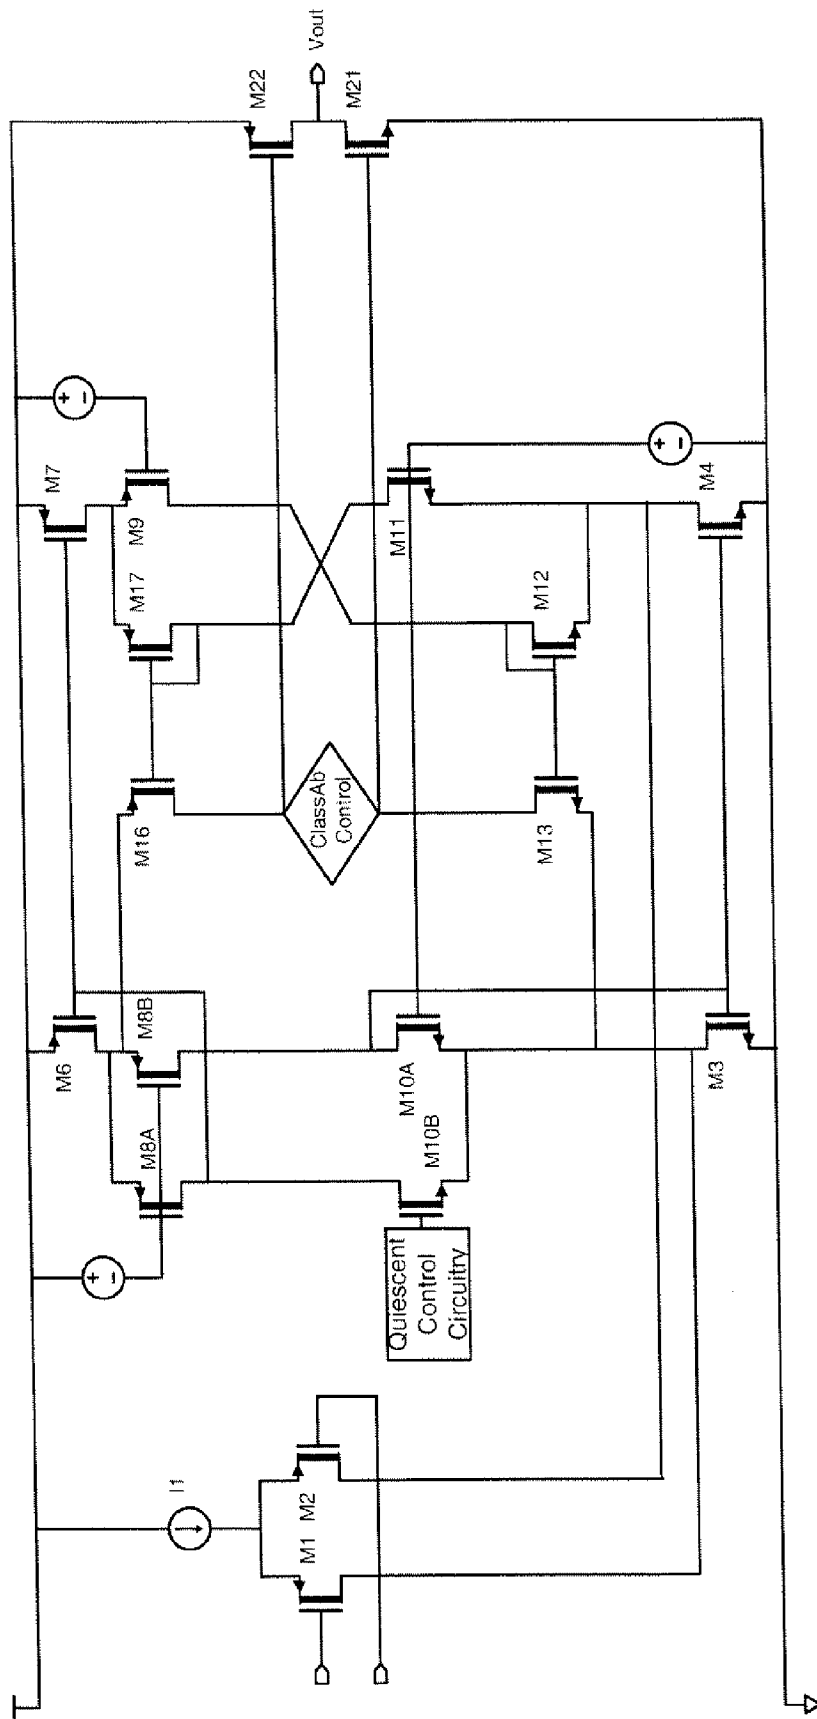 Vout
M22
M21
M7
M9
M17
M11
M4
M12
M16
ClassAb
Control
M13
M6
M8B
M8A
M10A
M10B
M3
Quiescent
Control
Circuitry
I1
M1
M2